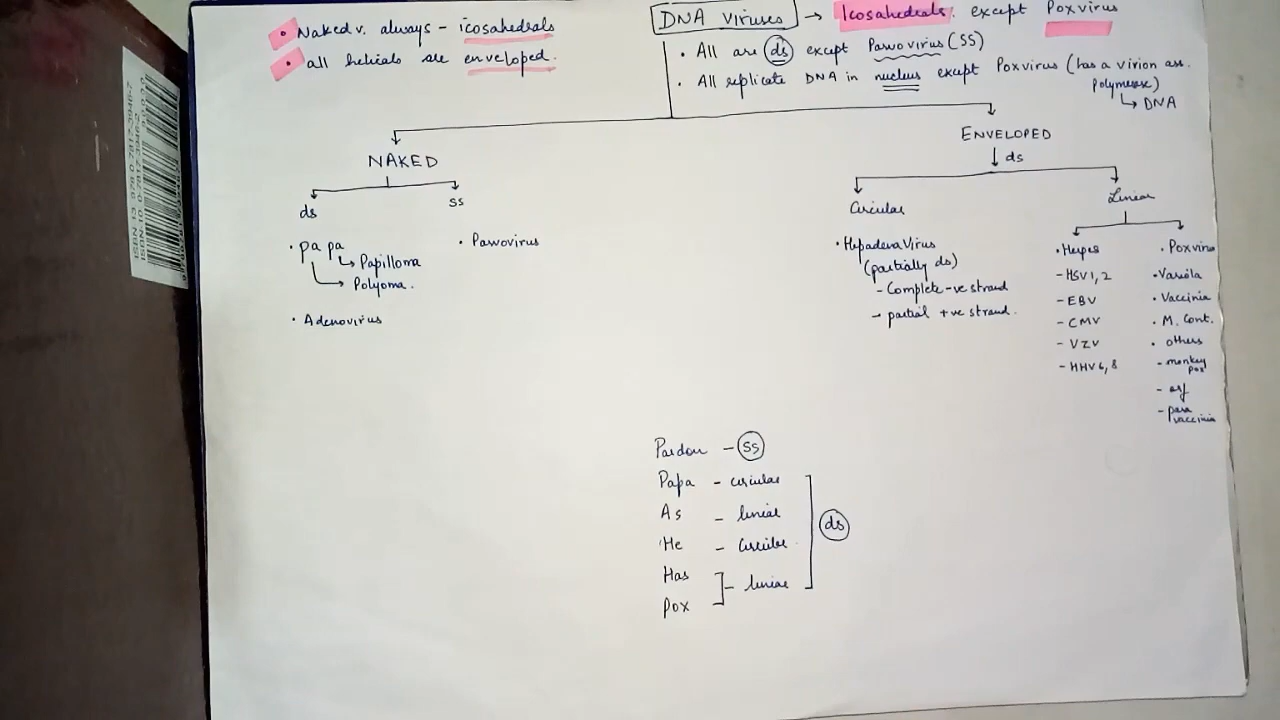 • Naked v. always - icosahedrals
• all helicals are enveloped.
DNA viruses → Icosahedrals. except Poxvirus
• All are ds except Parvovirus (SS)
• All replicate DNA in nucleus except Poxvirus (has a virion ass.
Polymerase)
↳ DNA
NAKED
ds
ss
• Pa pa
↳ Papilloma
↳ Polyoma.
• Adenovirus
• Parvovirus
ENVELOPED
↓ ds
Circular
• Hepadena Virus
(partially ds)
- Complete -ve strand
- partial +ve strand.
Linear
• Herpes
- HSV 1, 2
- EBV
- CMV
- VZV
- HHV 6, 8
• Poxvirus
• Variola
• Vaccinia
• M. Cont.
• others
- monkey pox
- orf
- para vaccinia
Pardon - SS
Papa - circular
As - linear
He - circular
Has
Pox
- linear
ds